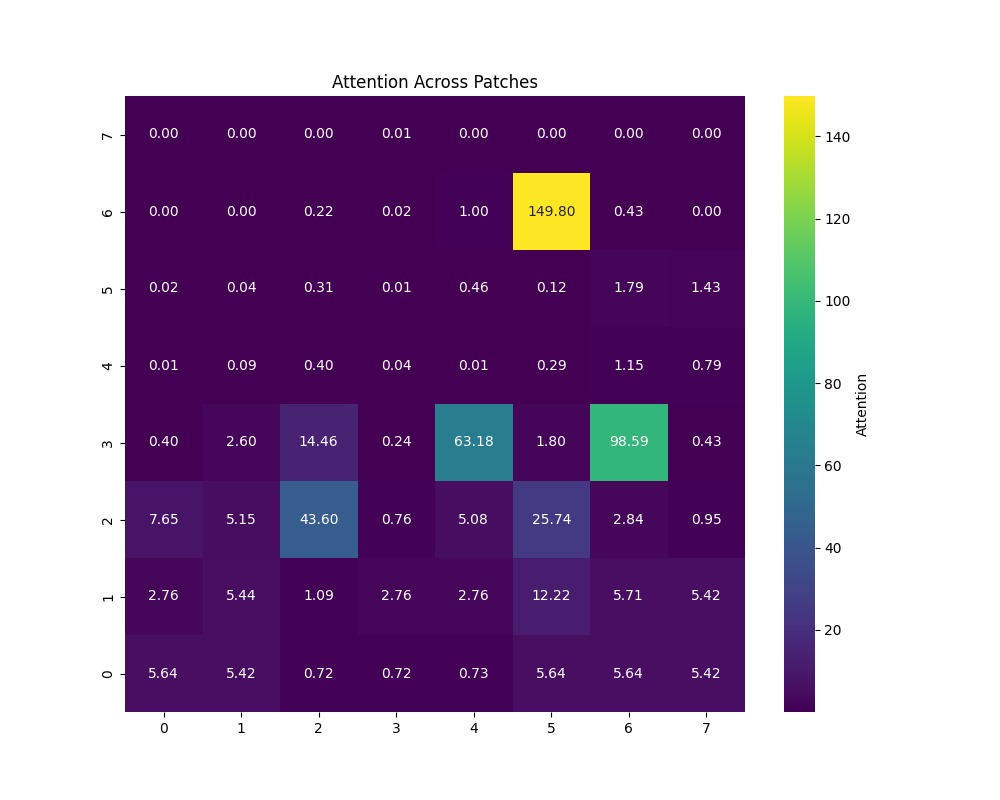 Attention Across Patches
7 0.00 0.00 0.00 0.01 0.00 0.00 0.00 0.00
6 0.00 0.00 0.22 0.02 1.00 149.80 0.43 0.00
5 0.02 0.04 0.31 0.01 0.46 0.12 1.79 1.43
4 0.01 0.09 0.40 0.04 0.01 0.29 1.15 0.79
3 0.40 2.60 14.46 0.24 63.18 1.80 98.59 0.43
2 7.65 5.15 43.60 0.76 5.08 25.74 2.84 0.95
1 2.76 5.44 1.09 2.76 2.76 12.22 5.71 5.42
0 5.64 5.42 0.72 0.72 0.73 5.64 5.64 5.42
0 1 2 3 4 5 6 7
140
120
100
80
60
40
20
Attention